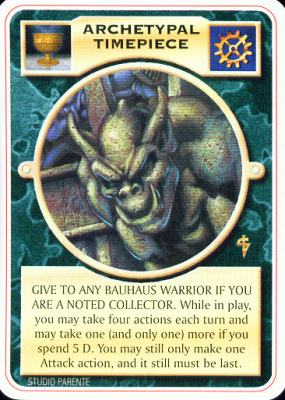 ARCHETYPAL
TIMEPIECE
GIVE TO ANY BAUHAUS WARRIOR IF YOU
ARE A NOTED COLLECTOR. While in play,
you may take four actions each turn and
may take one (and only one) more if you
spend 5 D. You may still only make one
Attack action, and it still must be last.
STUDIO PARENTE